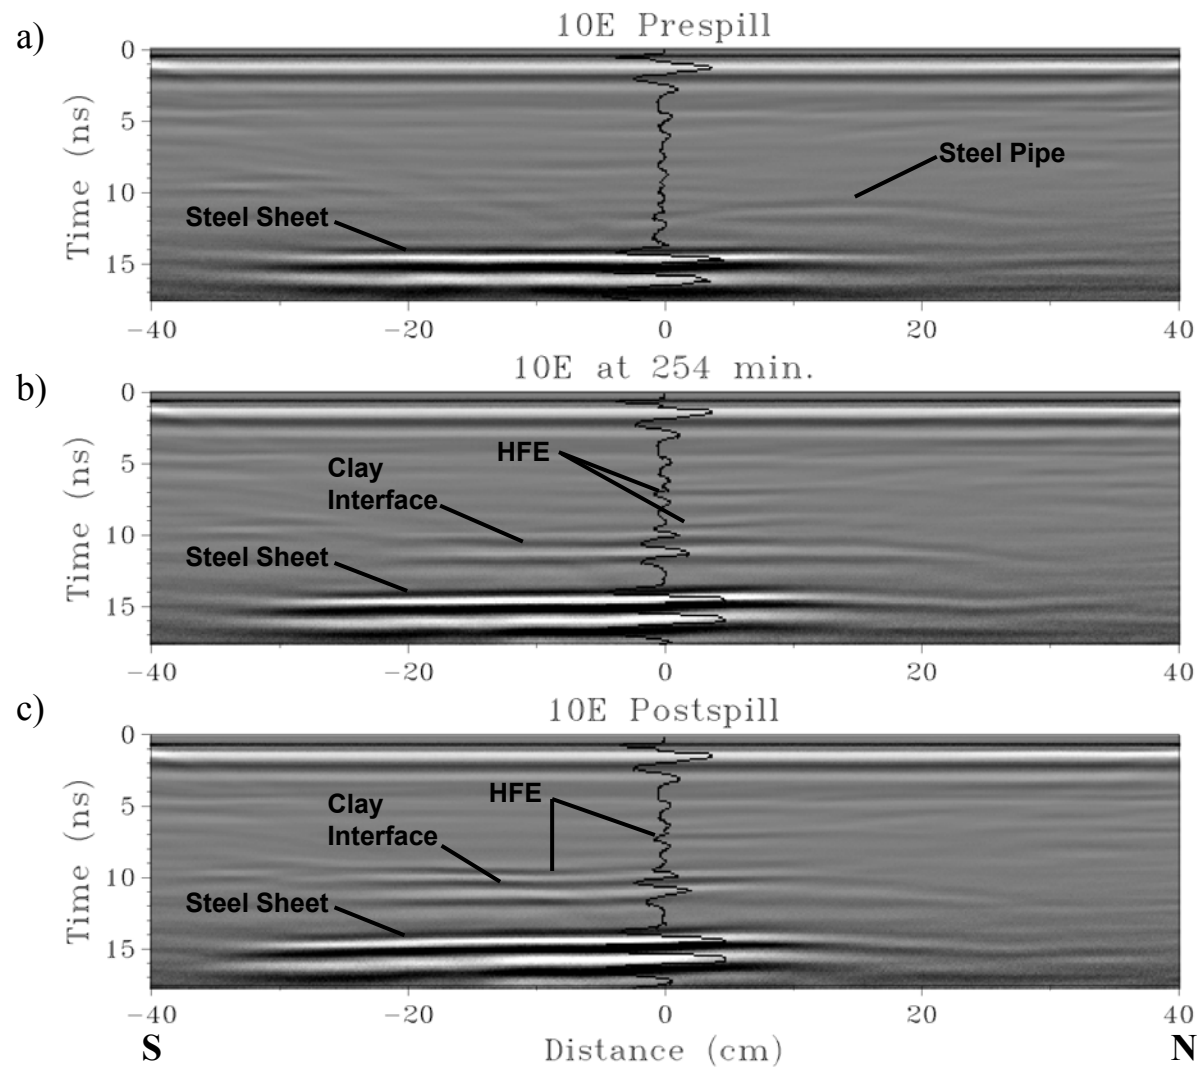 a)
10E Prespill
Time (ns)
0
5
10
15
Steel Pipe
Steel Sheet
−40
−20
0
20
40
b)
10E at 254 min.
Time (ns)
0
5
10
15
HFE
Clay
Interface
Steel Sheet
−40
−20
0
20
40
c)
10E Postspill
Time (ns)
0
5
10
15
HFE
Clay
Interface
Steel Sheet
−40
−20
0
20
40
S
Distance (cm)
N